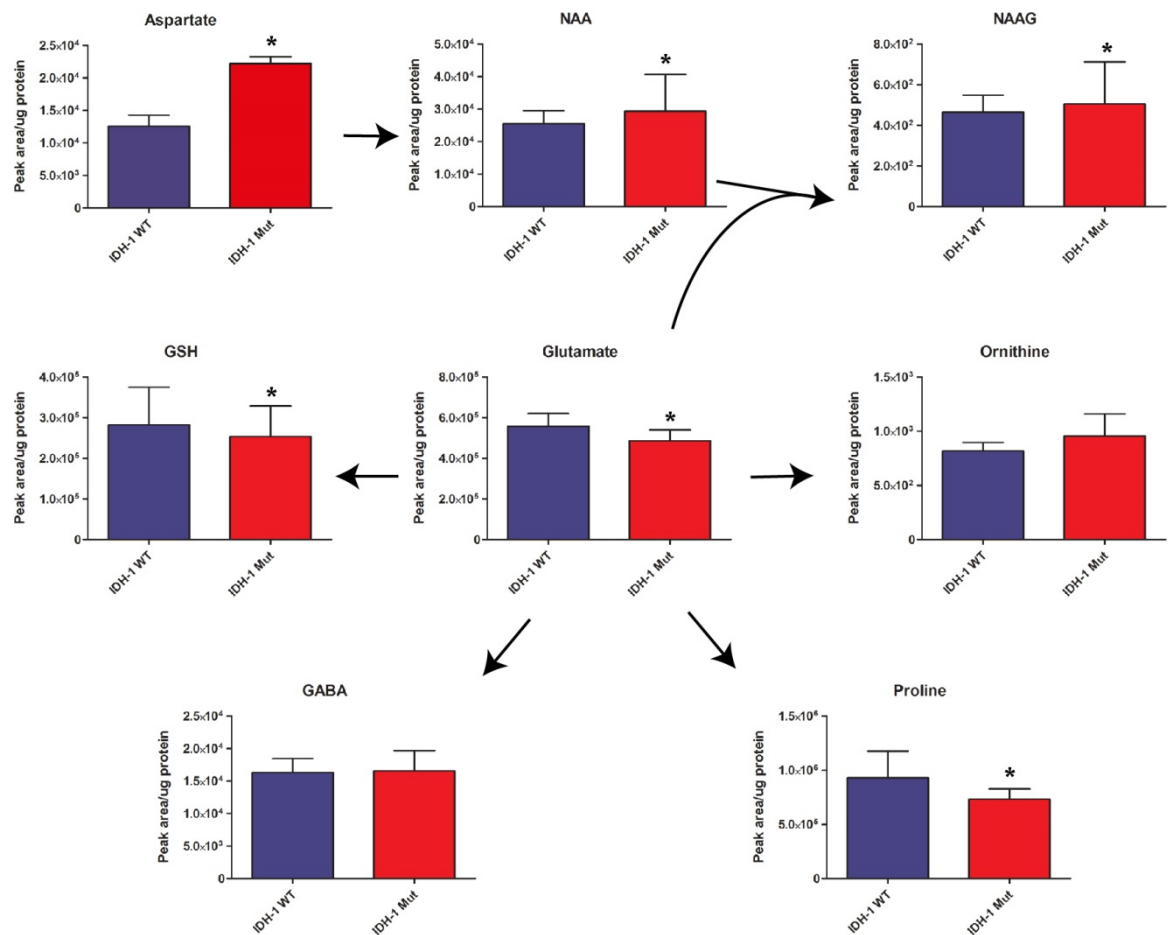 Aspartate
Peak area/ug protein
2.5×10⁴
2.0×10⁴
1.5×10⁴
1.0×10⁴
5.0×10³
0
*
IDH-1 WT
IDH-1 Mut
NAA
Peak area/ug protein
5.0×10⁴
4.0×10⁴
3.0×10⁴
2.0×10⁴
1.0×10⁴
0
*
IDH-1 WT
IDH-1 Mut
NAAG
Peak area/ug protein
8.0×10²
6.0×10²
4.0×10²
2.0×10²
0
*
IDH-1 WT
IDH-1 Mut
GSH
Peak area/ug protein
4.0×10⁵
3.0×10⁵
2.0×10⁵
1.0×10⁵
0
*
IDH-1 WT
IDH-1 Mut
Glutamate
Peak area/ug protein
8.0×10⁵
6.0×10⁵
4.0×10⁵
2.0×10⁵
0
*
IDH-1 WT
IDH-1 Mut
Ornithine
Peak area/ug protein
1.5×10³
1.0×10³
5.0×10²
0
IDH-1 WT
IDH-1 Mut
GABA
Peak area/ug protein
2.5×10⁴
2.0×10⁴
1.5×10⁴
1.0×10⁴
5.0×10³
0
IDH-1 WT
IDH-1 Mut
Proline
Peak area/ug protein
1.5×10⁶
1.0×10⁶
5.0×10⁵
0
*
IDH-1 WT
IDH-1 Mut